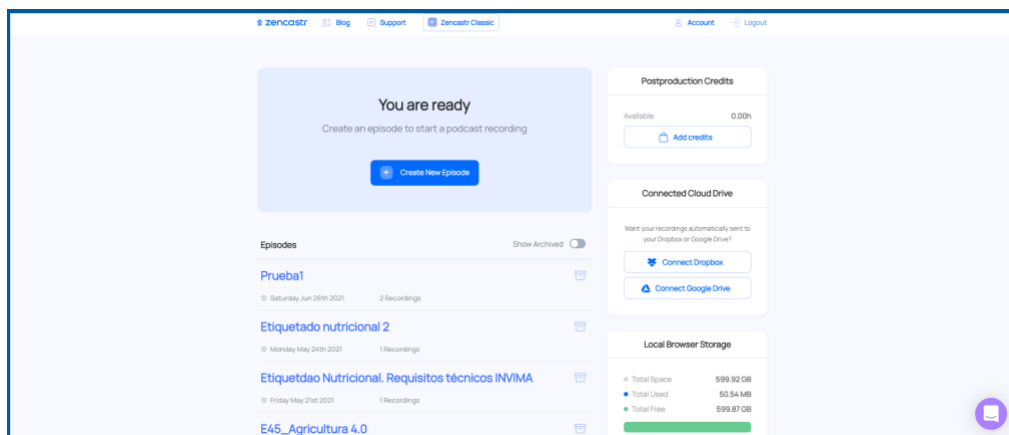 zencastr
Blog
Support
Zencastr Classic
Account
Logout
You are ready
Create an episode to start a podcast recording
Create New Episode
Episodes
Show Archived
Prueba1
Saturday Jun 26th 2021
2 Recordings
Etiquetado nutricional 2
Monday May 24th 2021
1 Recordings
Etiquetdao Nutricional. Requisitos técnicos INVIMA
Friday May 21st 2021
1 Recordings
E45_Agricultura 4.0
Postproduction Credits
Available 0.00h
Add credits
Connected Cloud Drive
Want your recordings automatically sent to
your Dropbox or Google Drive?
Connect Dropbox
Connect Google Drive
Local Browser Storage
Total Space 599.92 GB
Total Used 50.54 MB
Total Free 599.87 GB